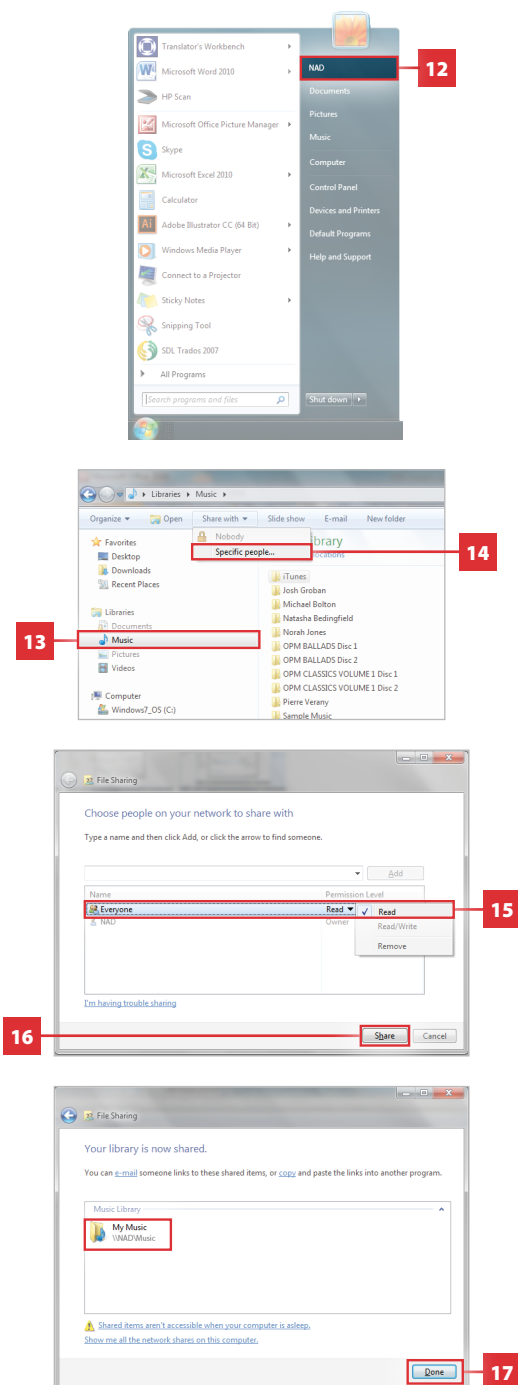 Translator's Workbench
Microsoft Word 2010
HP Scan
Microsoft Office Picture Manager
Skype
Microsoft Excel 2010
Calculator
Adobe Illustrator CC (64 Bit)
Windows Media Player
Connect to a Projector
Sticky Notes
Snipping Tool
SDL Trados 2007
All Programs
Search programs and files
NAD
12
Documents
Pictures
Music
Computer
Control Panel
Devices and Printers
Default Programs
Help and Support
Shut down
Libraries Music
Organize Open Share with Slide show E-mail New folder
Nobody
Specific people...
14
Favorites
Desktop
Downloads
Recent Places
Libraries
Documents
13
Music
Pictures
Videos
Computer
Windows7_OS (C:)
ibrary
ocations
iTunes
Josh Groban
Michael Bolton
Natasha Bedingfield
Norah Jones
OPM BALLADS Disc 1
OPM BALLADS Disc 2
OPM CLASSICS VOLUME 1 Disc 1
OPM CLASSICS VOLUME 1 Disc 2
Pierre Verany
Sample Music
File Sharing
Choose people on your network to share with
Type a name and then click Add, or click the arrow to find someone.
Add
Name Permission Level
Everyone Read
NAD Owner
Read
15
Read/Write
Remove
I'm having trouble sharing
16
Share Cancel
File Sharing
Your library is now shared.
You can e-mail someone links to these shared items, or copy and paste the links into another program.
Music Library
My Music
\\NAD\Music
Shared items aren't accessible when your computer is asleep.
Show me all the network shares on this computer.
Done
17